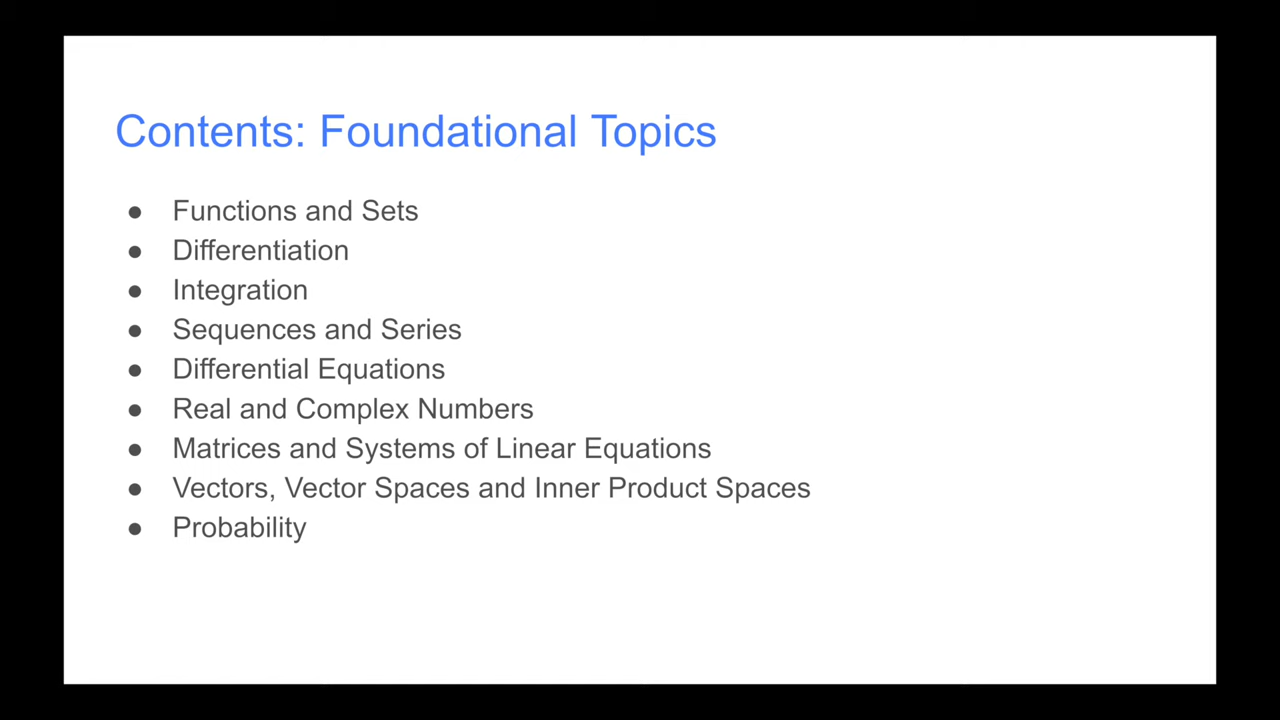 Contents: Foundational Topics
● Functions and Sets
● Differentiation
● Integration
● Sequences and Series
● Differential Equations
● Real and Complex Numbers
● Matrices and Systems of Linear Equations
● Vectors, Vector Spaces and Inner Product Spaces
● Probability